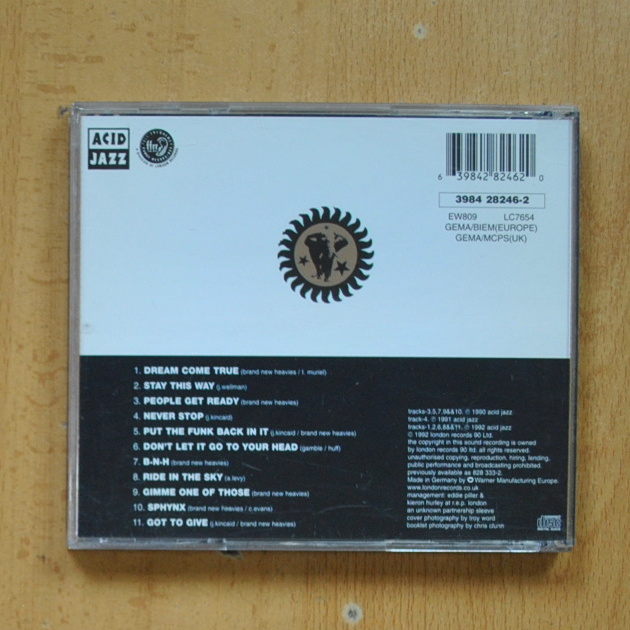 ACID
JAZZ
ffrr
6 39842 82462 0
3984 28246-2
EW809 LC7654
GEMA/BIEM(EUROPE)
GEMA/MCPS(UK)
1. DREAM COME TRUE (brand new heavies / l. muriel)
2. STAY THIS WAY (j.wellman)
3. PEOPLE GET READY (brand new heavies)
4. NEVER STOP (j.kincaid)
5. PUT THE FUNK BACK IN IT (j.kincaid / brand new heavies)
6. DON'T LET IT GO TO YOUR HEAD (gamble / huff)
7. B-N-H (brand new heavies)
8. RIDE IN THE SKY (a.levy)
9. GIMME ONE OF THOSE (brand new heavies)
10. SPHYNX (brand new heavies / c.evans)
11. GOT TO GIVE (j.kincaid / brand new heavies)
tracks-3,5,7,9&10. ℗ 1990 acid jazz
track-4. ℗ 1991 acid jazz
tracks-1,2,6,8&11. ℗ 1992 acid jazz
© 1992 london records 90 Ltd.
the copyright in this sound recording is owned
by london records 90 ltd. all rights reserved.
unauthorised copying, reproduction, hiring, lending,
public performance and broadcasting prohibited.
previously available as 828 333-2.
Made in Germany by Warner Manufacturing Europe.
www.londonrecords.co.uk
management: eddie piller &
kieron hurley at r.e.p. london
an unknown partnership sleeve
cover photography by troy word
booklet photography by chris clunn